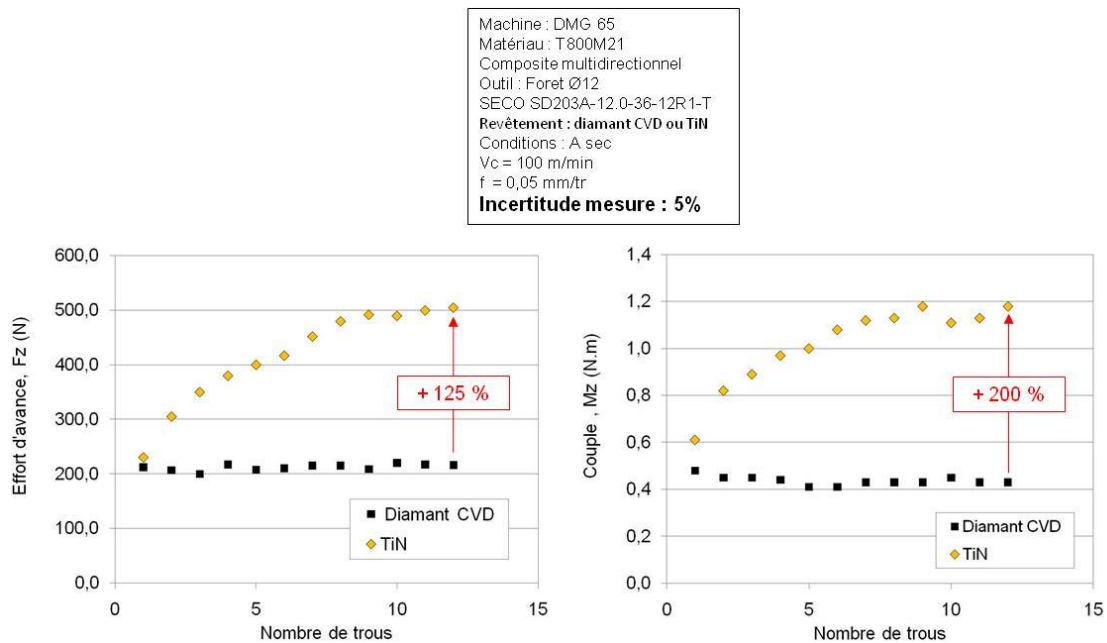 Machine : DMG 65
Matériau : T800M21
Composite multidirectionnel
Outil : Foret Ø12
SECO SD203A-12.0-36-12R1-T
Revêtement : diamant CVD ou TiN
Conditions : A sec
Vc = 100 m/min
f = 0,05 mm/tr
Incertitude mesure : 5%
Effort d'avance, Fz (N)
600,0
500,0
400,0
300,0
200,0
100,0
0,0
+ 125 %
Diamant CVD
TiN
0
5
10
15
Nombre de trous
Couple , Mz (N.m)
1,4
1,2
1,0
0,8
0,6
0,4
0,2
0,0
+ 200 %
Diamant CVD
TiN
0
5
10
15
Nombre de trous